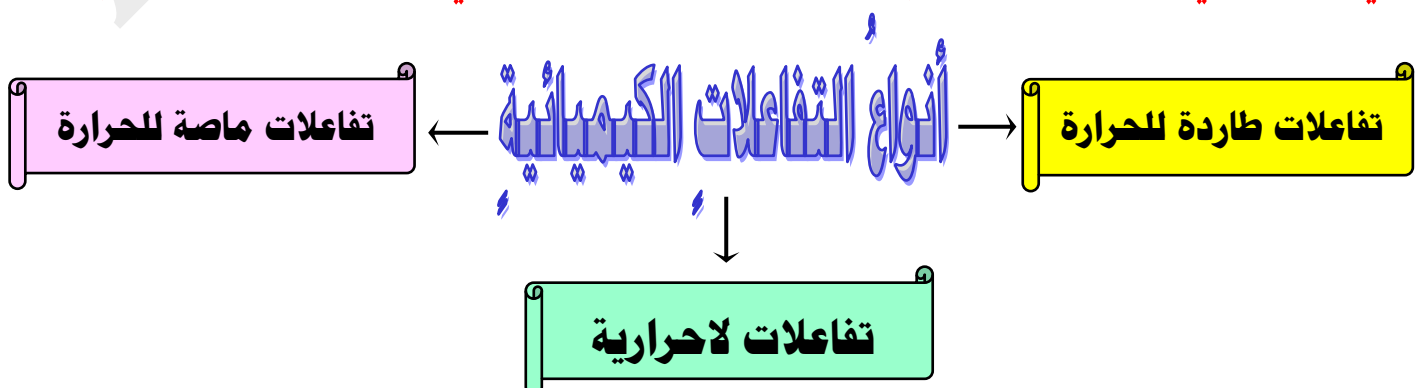 أنواعُ التفاعلاتِ الكيميائيةِ
تفاعلات طاردة للحرارة
تفاعلات ماصة للحرارة
تفاعلات لاحرارية